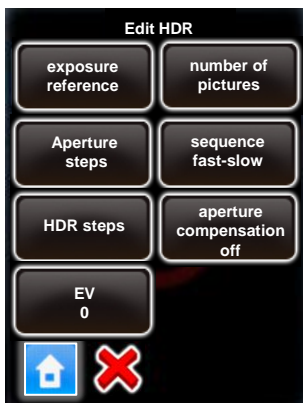 Edit HDR
exposure
reference
number of
pictures
Aperture
steps
sequence
fast-slow
HDR steps
aperture
compensation
off
EV
0